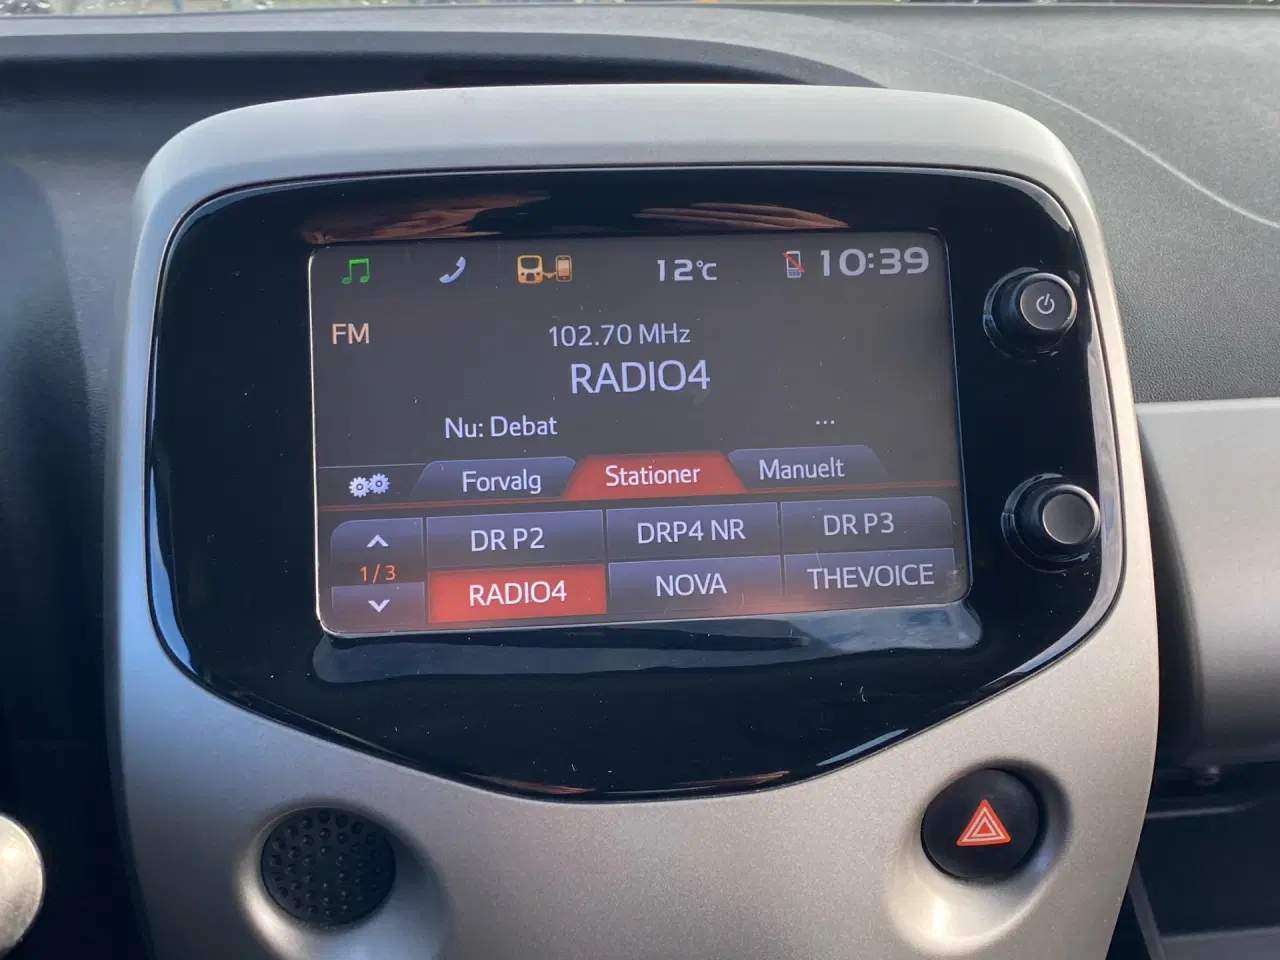 12°C 10:39
FM 102.70 MHz
RADIO4
Nu: Debat ...
Forvalg Stationer Manuelt
DR P2 DRP4 NR DR P3
1/3
RADIO4 NOVA THEVOICE